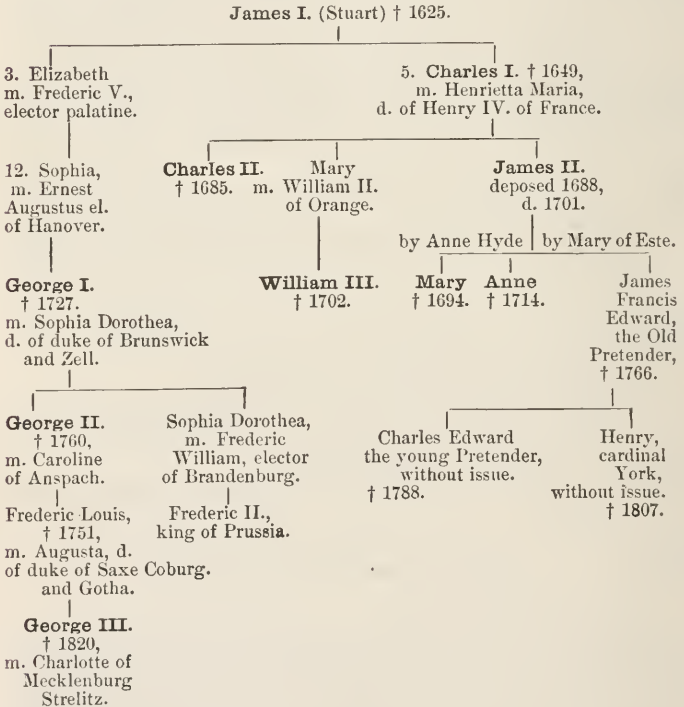 James I. (Stuart) † 1625.
3. Elizabeth
m. Frederic V.,
elector palatine.
5. Charles I. † 1649,
m. Henrietta Maria,
d. of Henry IV. of France.
12. Sophia,
m. Ernest
Augustus el.
of Hanover.
Charles II.
† 1685.
Mary
m. William II.
of Orange.
James II.
deposed 1688,
d. 1701.
by Anne Hyde
by Mary of Este.
George I.
† 1727.
m. Sophia Dorothea,
d. of duke of Brunswick
and Zell.
William III.
† 1702.
Mary
† 1694.
Anne
† 1714.
James
Francis
Edward,
the Old
Pretender,
† 1766.
George II.
† 1760,
m. Caroline
of Anspach.
Sophia Dorothea,
m. Frederic
William, elector
of Brandenburg.
Charles Edward
the young Pretender,
without issue.
† 1788.
Henry,
cardinal
York,
without issue.
† 1807.
Frederic Louis,
† 1751,
m. Augusta, d.
of duke of Saxe Coburg.
and Gotha.
Frederic II.,
king of Prussia.
George III.
† 1820,
m. Charlotte of
Mecklenburg
Strelitz.